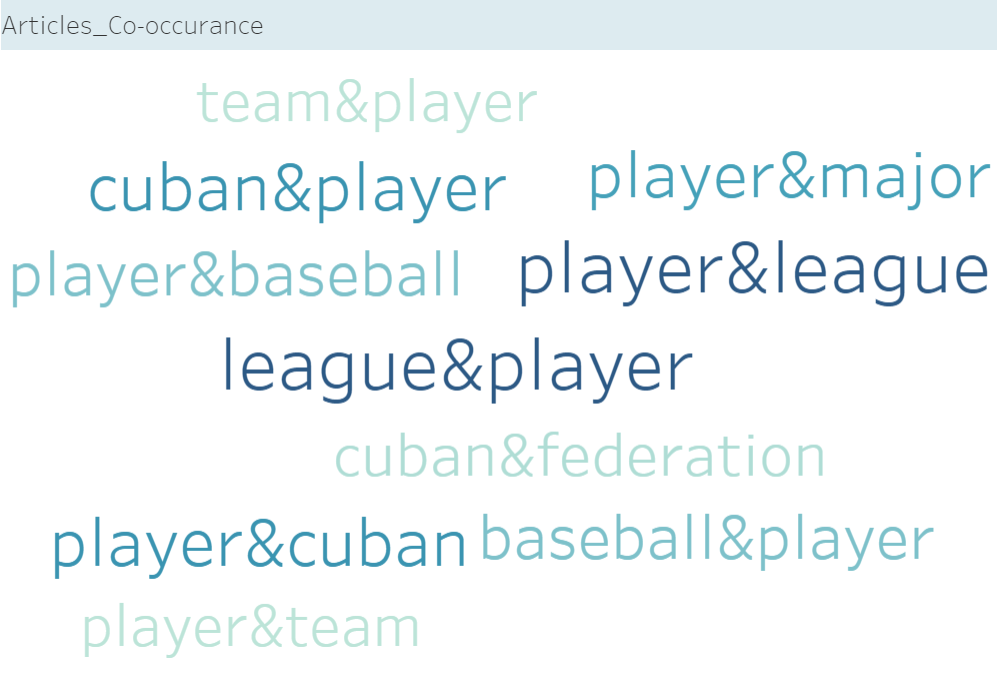 Articles_Co-occurance
team&player
cuban&player
player&major
player&baseball
player&league
league&player
cuban&federation
player&cuban
baseball&player
player&team